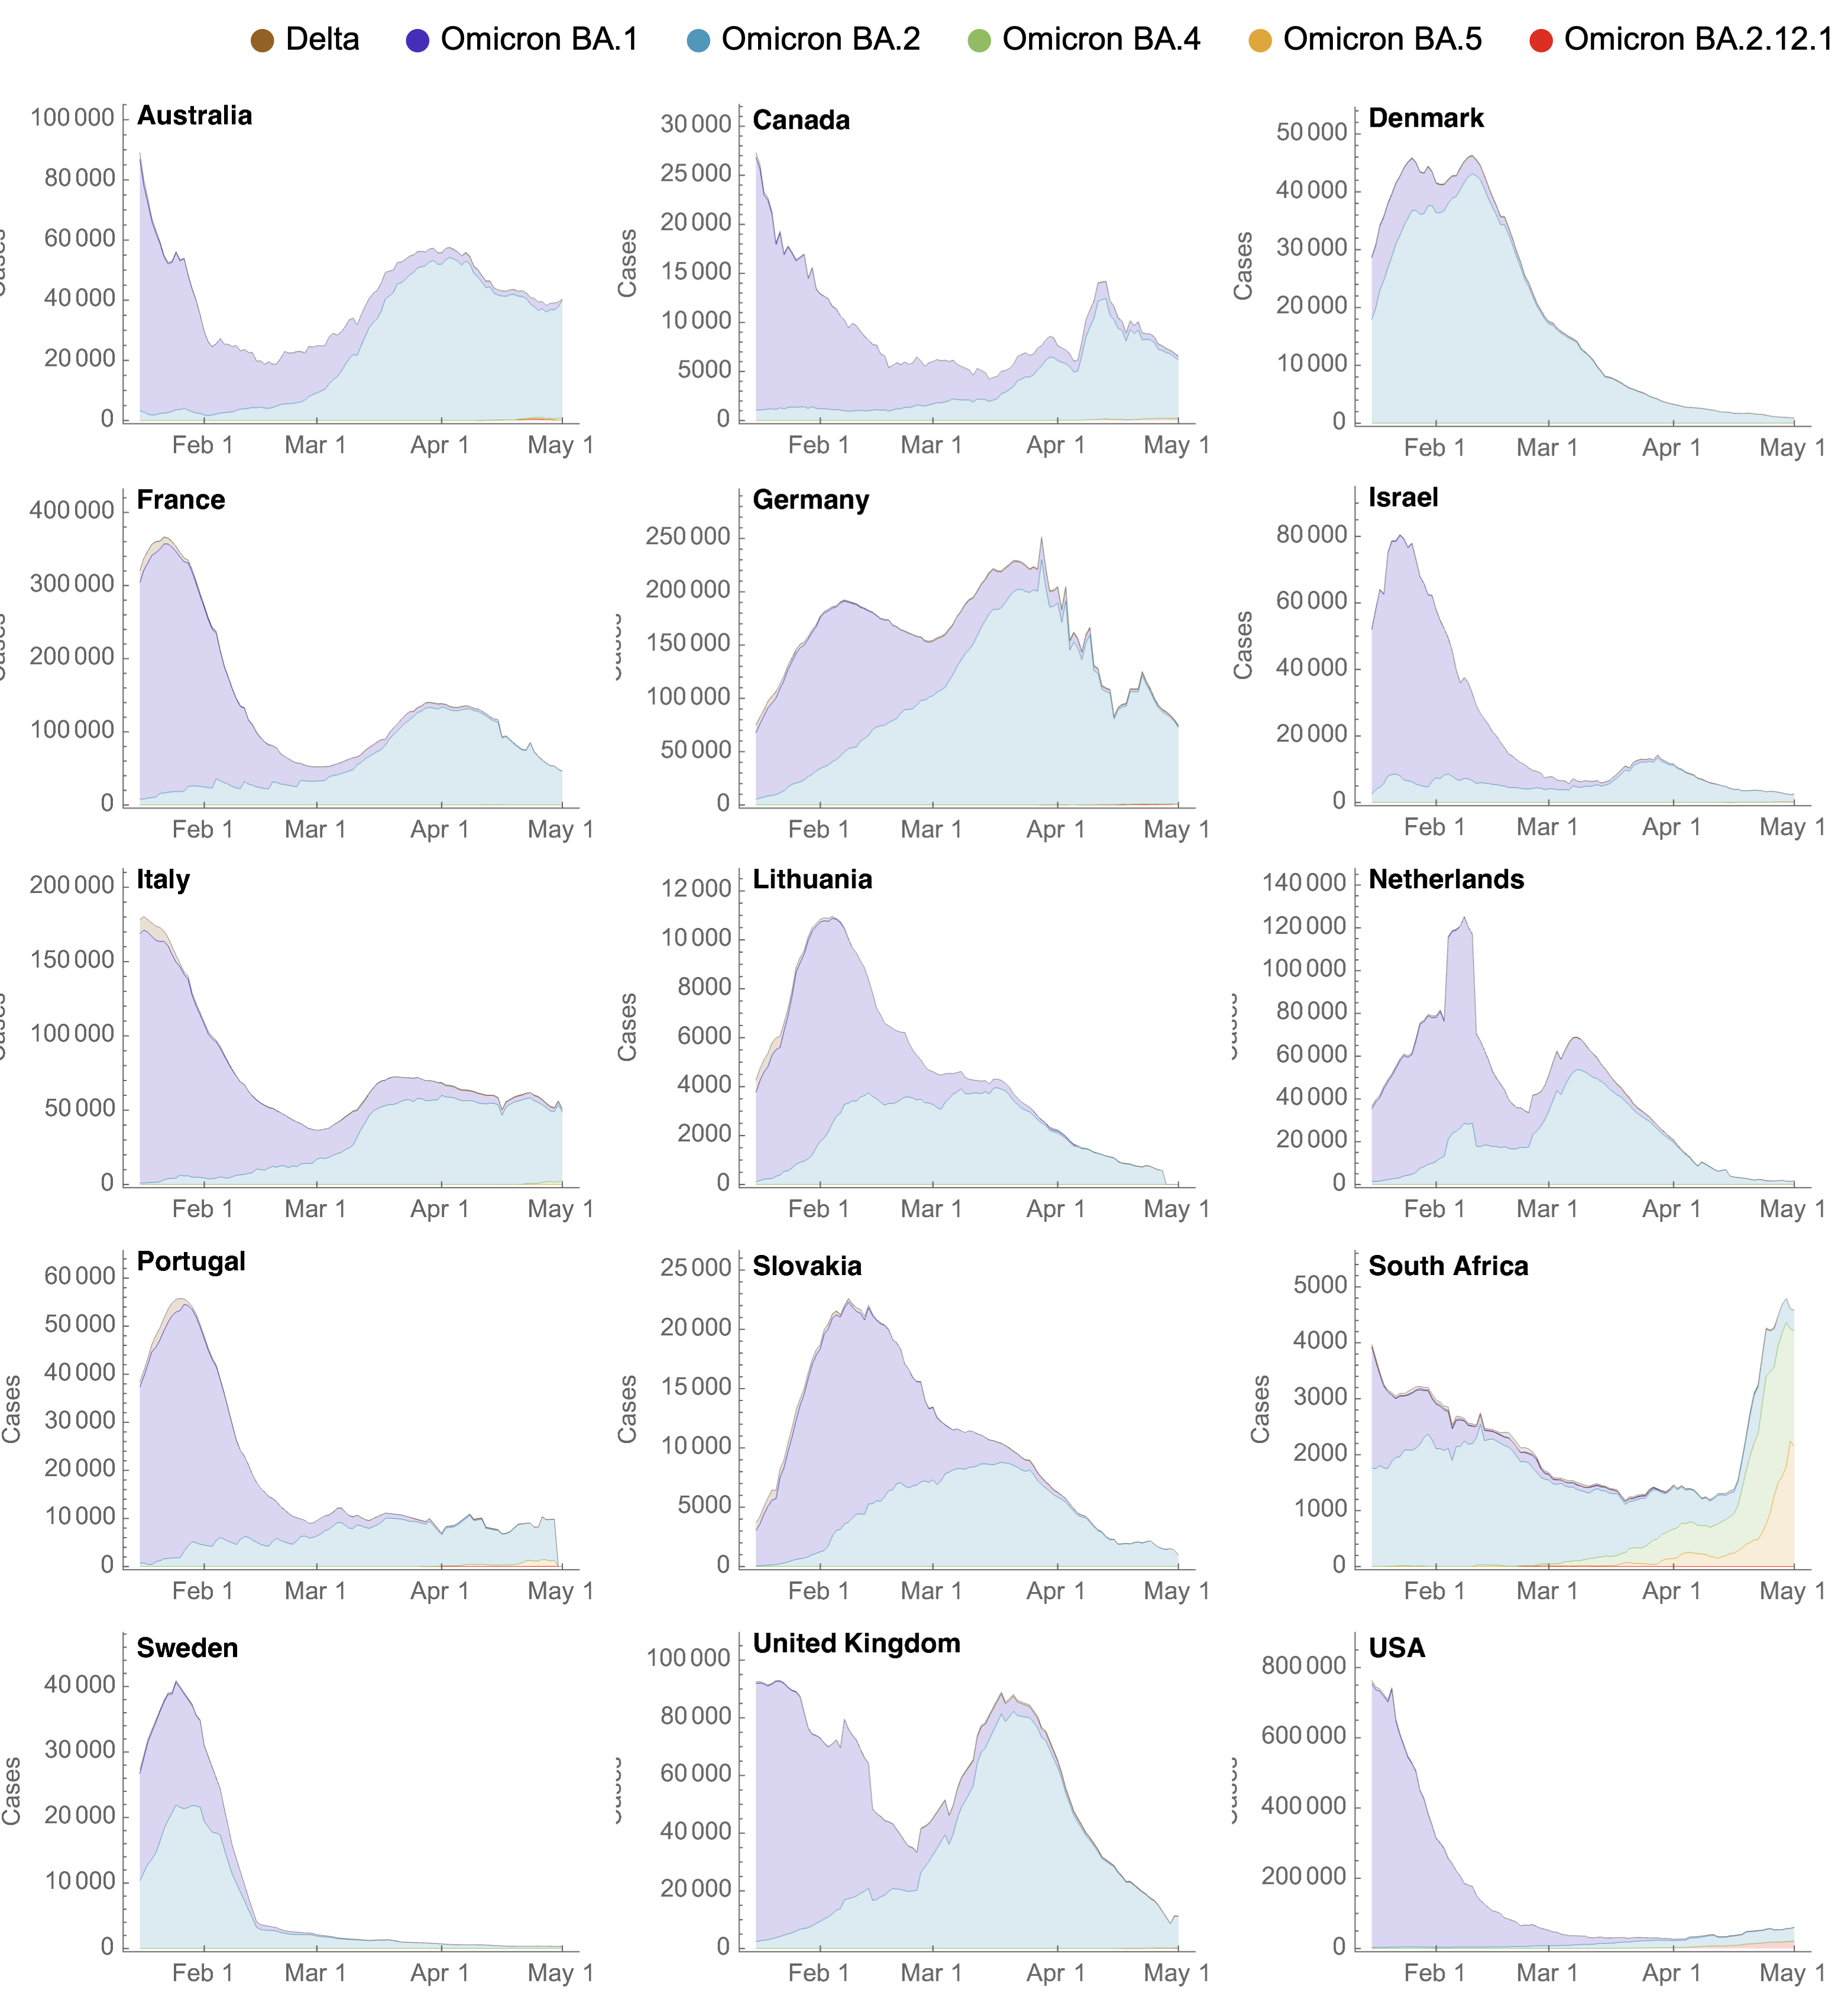 Delta Omicron BA.1 Omicron BA.2 Omicron BA.4 Omicron BA.5 Omicron BA.2.12.1
Australia
100 000
80 000
60 000
40 000
20 000
0
Feb 1 Mar 1 Apr 1 May 1
Canada
Cases
30 000
25 000
20 000
15 000
10 000
5000
0
Feb 1 Mar 1 Apr 1 May 1
Denmark
Cases
50 000
40 000
30 000
20 000
10 000
0
Feb 1 Mar 1 Apr 1 May 1
France
400 000
300 000
200 000
100 000
0
Feb 1 Mar 1 Apr 1 May 1
Germany
250 000
200 000
150 000
100 000
50 000
0
Feb 1 Mar 1 Apr 1 May 1
Israel
Cases
80 000
60 000
40 000
20 000
0
Feb 1 Mar 1 Apr 1 May 1
Italy
200 000
150 000
100 000
50 000
0
Feb 1 Mar 1 Apr 1 May 1
Lithuania
Cases
12 000
10 000
8000
6000
4000
2000
0
Feb 1 Mar 1 Apr 1 May 1
Netherlands
140 000
120 000
100 000
80 000
60 000
40 000
20 000
0
Feb 1 Mar 1 Apr 1 May 1
Portugal
Cases
60 000
50 000
40 000
30 000
20 000
10 000
0
Feb 1 Mar 1 Apr 1 May 1
Slovakia
Cases
25 000
20 000
15 000
10 000
5000
0
Feb 1 Mar 1 Apr 1 May 1
South Africa
Cases
5000
4000
3000
2000
1000
0
Feb 1 Mar 1 Apr 1 May 1
Sweden
Cases
40 000
30 000
20 000
10 000
0
Feb 1 Mar 1 Apr 1 May 1
United Kingdom
100 000
80 000
60 000
40 000
20 000
0
Feb 1 Mar 1 Apr 1 May 1
USA
800 000
600 000
400 000
200 000
0
Feb 1 Mar 1 Apr 1 May 1